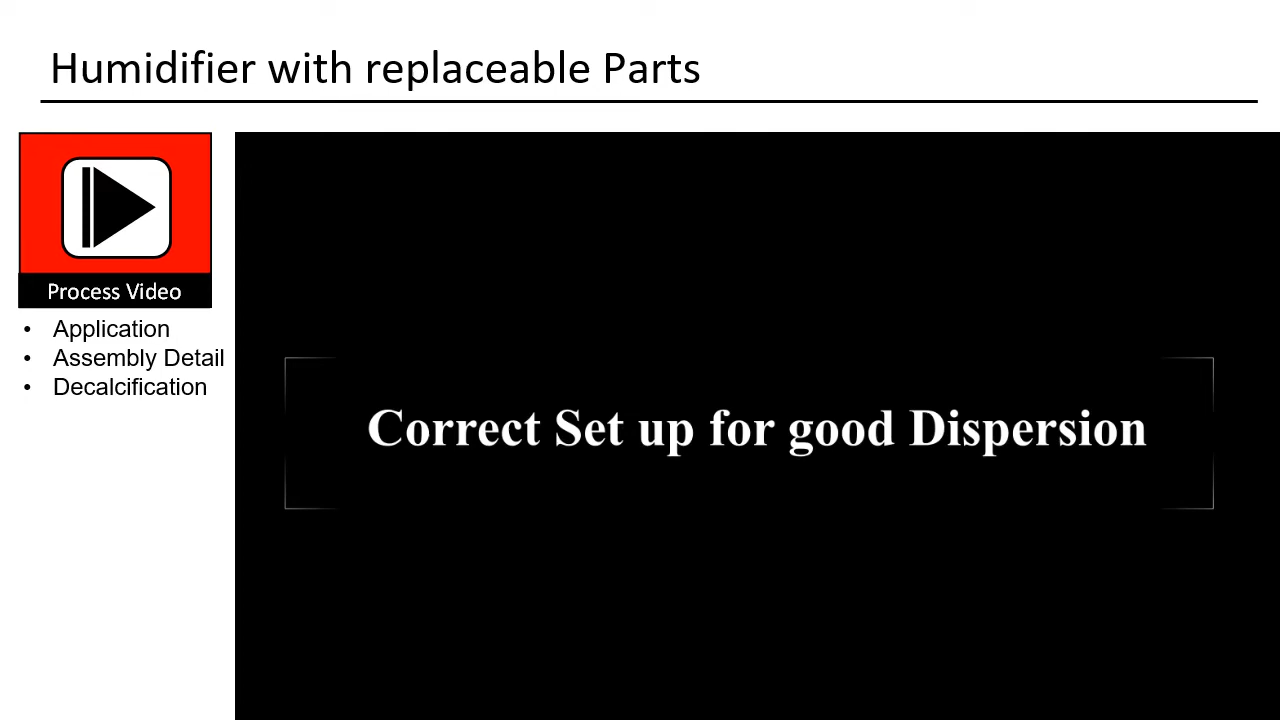 Humidifier with replaceable Parts
Process Video
• Application
• Assembly Detail
• Decalcification
Correct Set up for good Dispersion